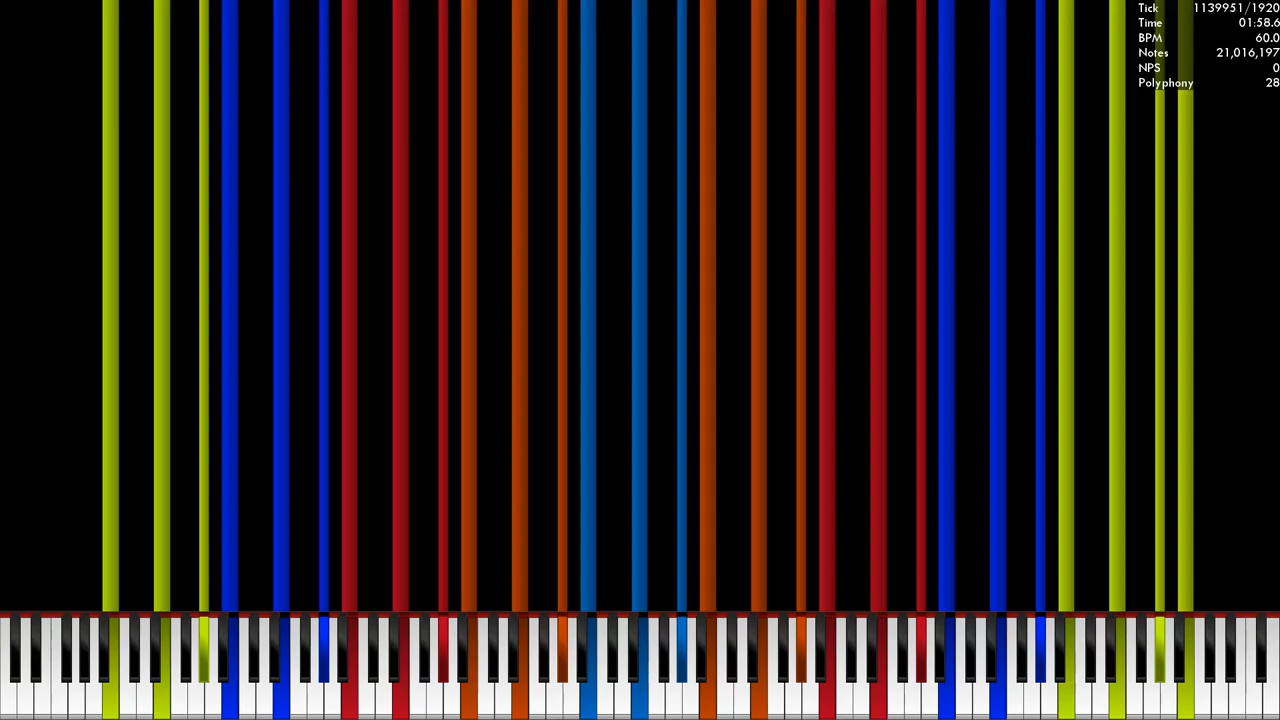 Tick 1139951/1920
Time 01:58.6
BPM 60.0
Notes 21,016,197
NPS 0
Polyphony 28